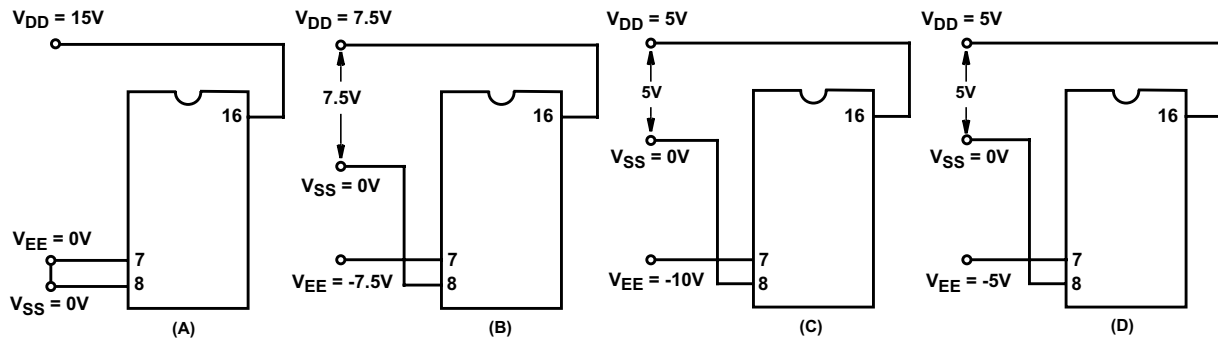 VDD = 15V
16
VEE = 0V
7
8
VSS = 0V
(A)
VDD = 7.5V
7.5V
16
VSS = 0V
7
VEE = -7.5V
8
(B)
VDD = 5V
5V
16
VSS = 0V
7
VEE = -10V
8
(C)
VDD = 5V
5V
16
VSS = 0V
7
VEE = -5V
8
(D)